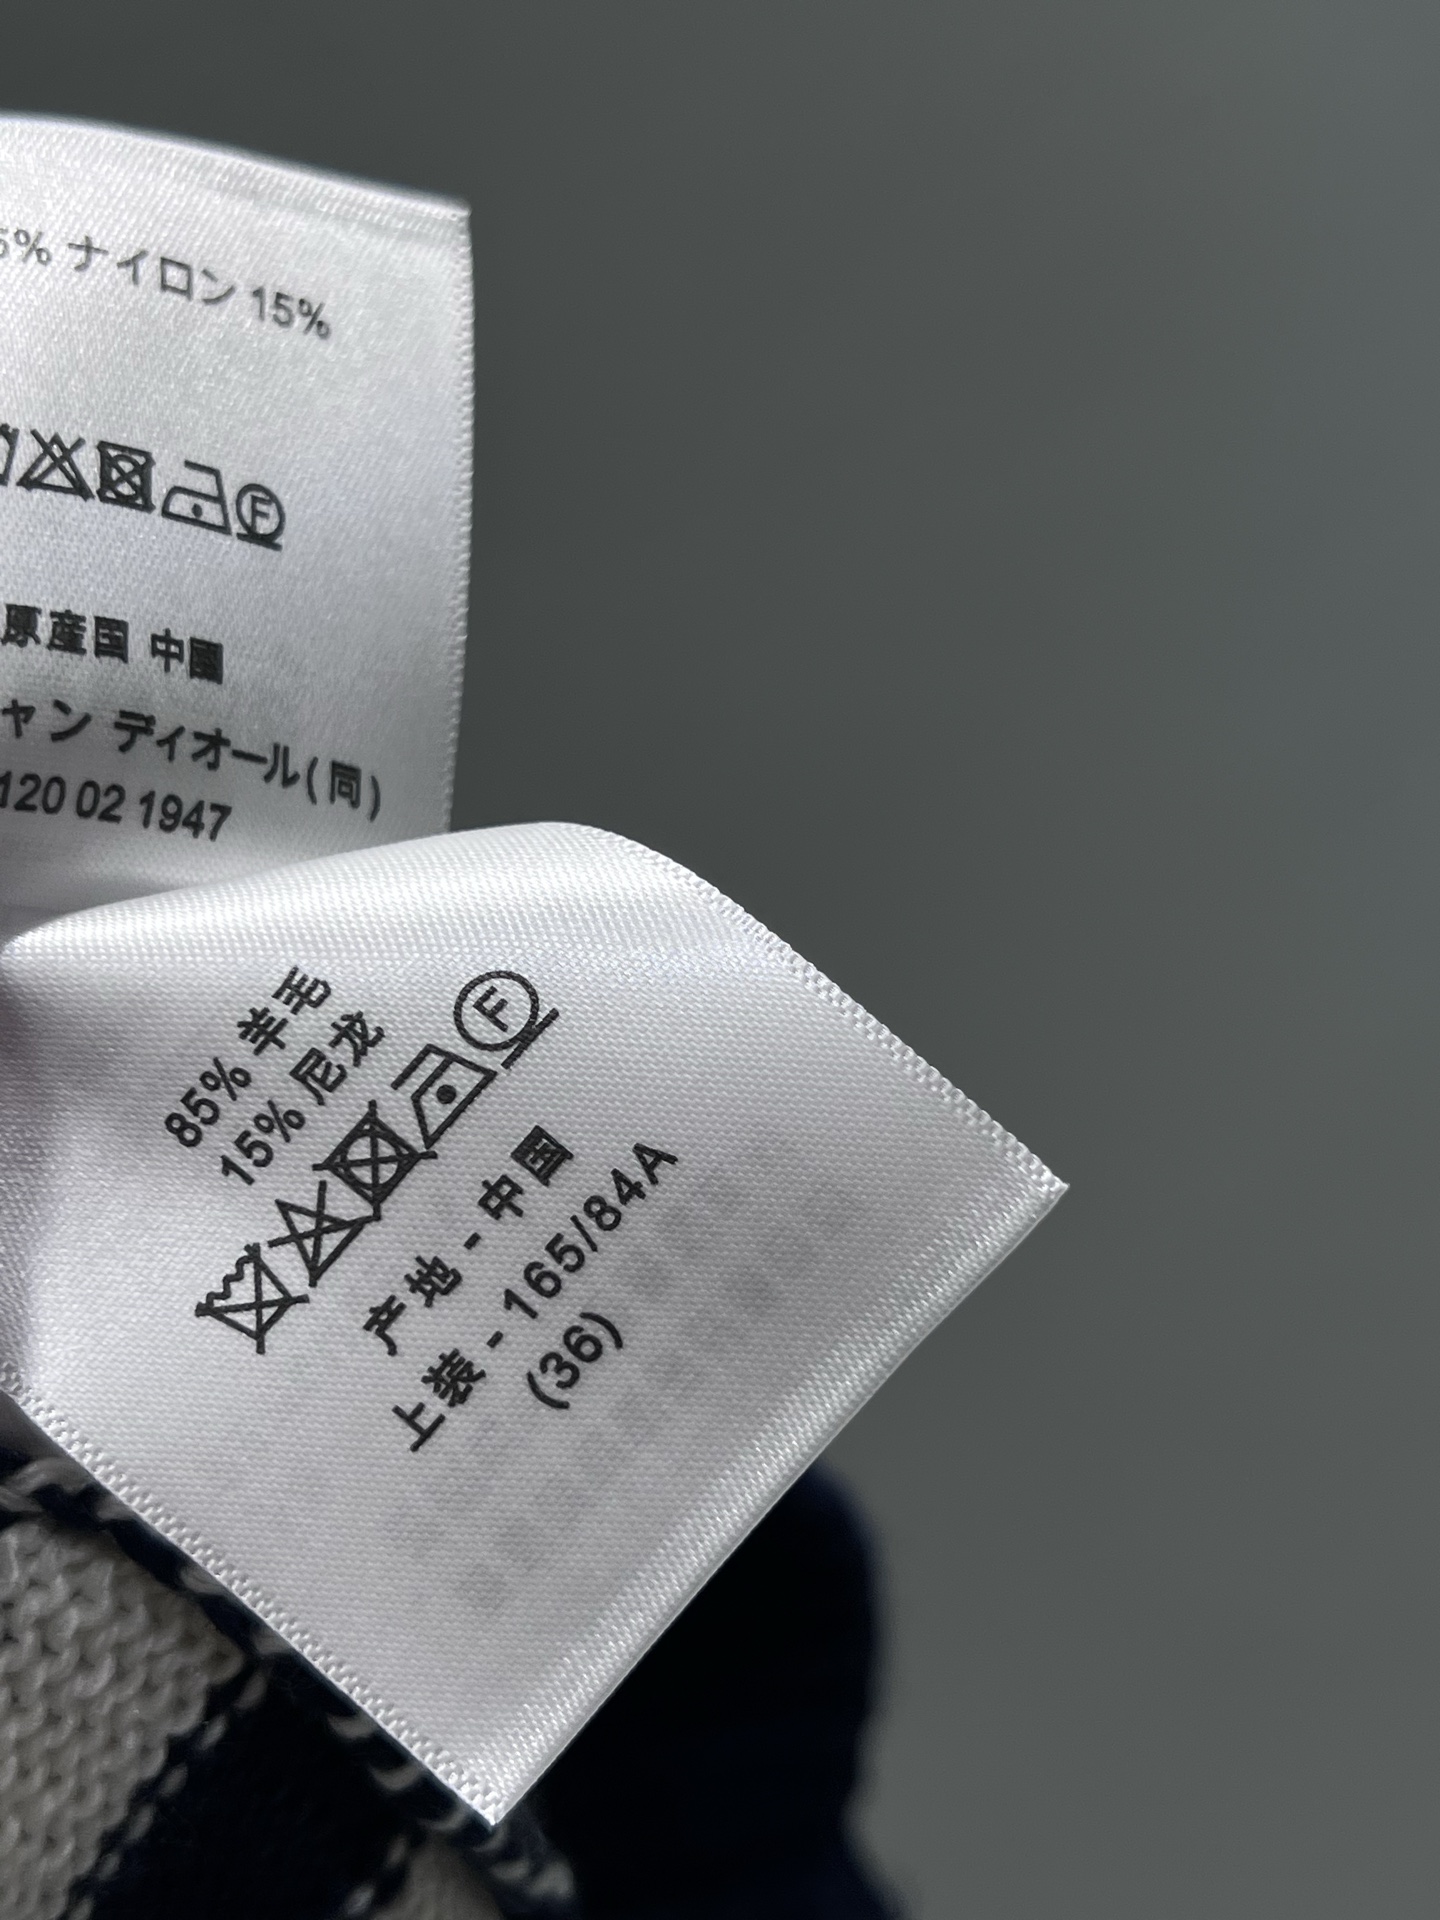 5% ナイロン 15%
F
原産国 中國
ャン ディオール(同)
120 02 1947
85% 羊毛
15% 尼龙
F
产地 - 中国
上装 - 165/84A
(36)